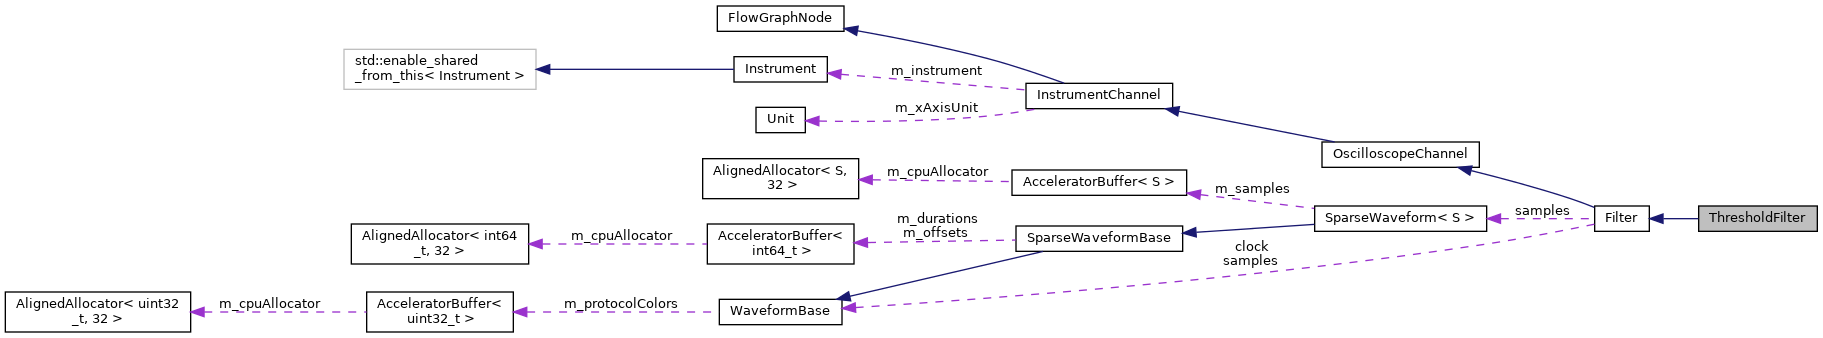 FlowGraphNode
std::enable_shared
_from_this< Instrument >
Instrument
m_instrument
InstrumentChannel
m_xAxisUnit
Unit
OscilloscopeChannel
AlignedAllocator< S,
32 >
m_cpuAllocator
AcceleratorBuffer< S >
m_samples
SparseWaveform< S >
samples
Filter
ThresholdFilter
AlignedAllocator< int64
_t, 32 >
m_cpuAllocator
AcceleratorBuffer<
int64_t >
m_durations
m_offsets
SparseWaveformBase
clock
samples
AlignedAllocator< uint32
_t, 32 >
m_cpuAllocator
AcceleratorBuffer<
uint32_t >
m_protocolColors
WaveformBase